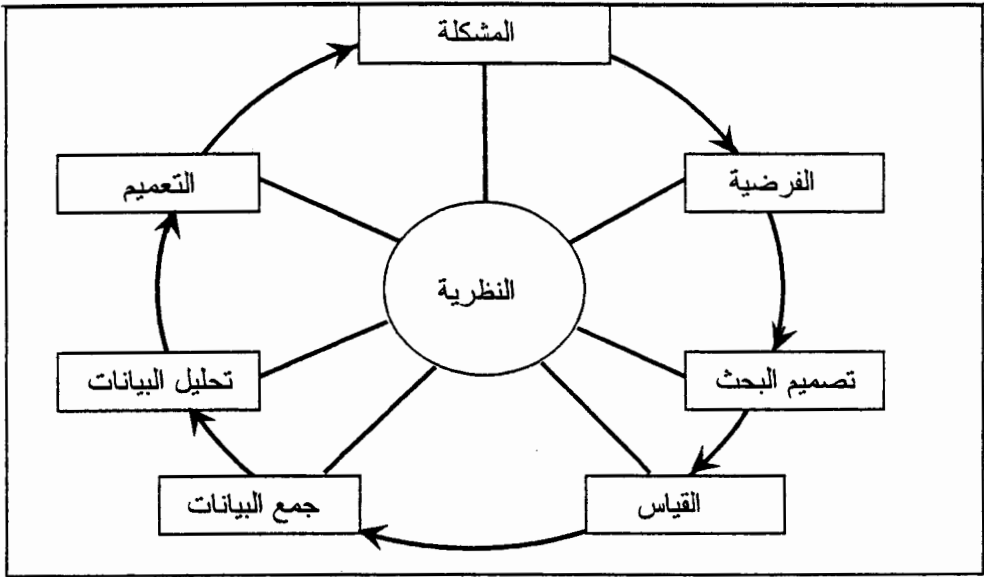 المشكلة
الفرضية
تصميم البحث
القياس
جمع البيانات
تحليل البيانات
التعميم
النظرية